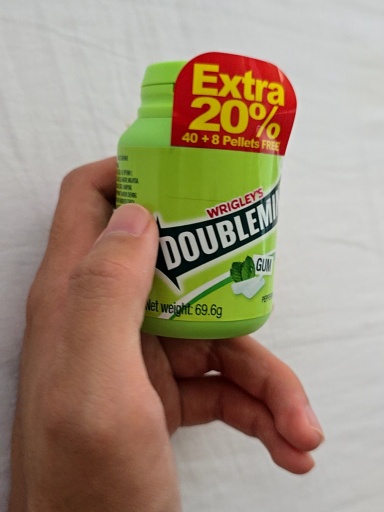 Extra
20%
40 + 8 Pellets FREE
WRIGLEY'S
DOUBLEMI
GUM
Net weight: 69.6g